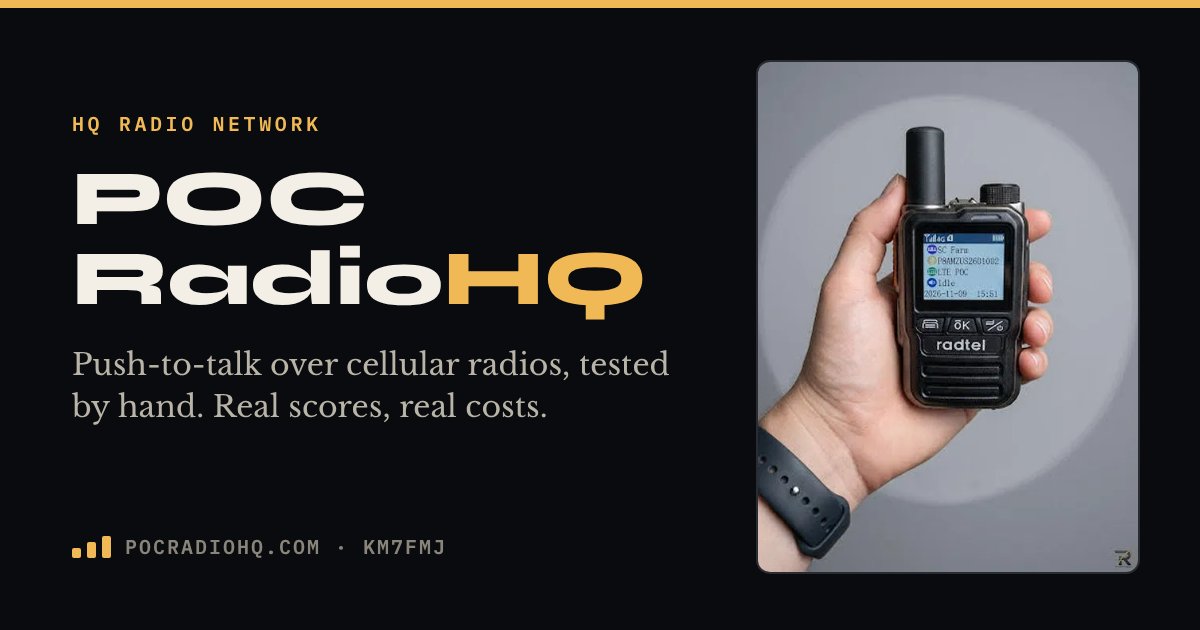 HQ RADIO NETWORK
POC
RadioHQ
Push-to-talk over cellular radios, tested
by hand. Real scores, real costs.
POCRADIOHQ.COM · KM7FMJ
4G
SC Farm
LTE POC
Idle
2026-11-09 15:51
OK
radtel
R